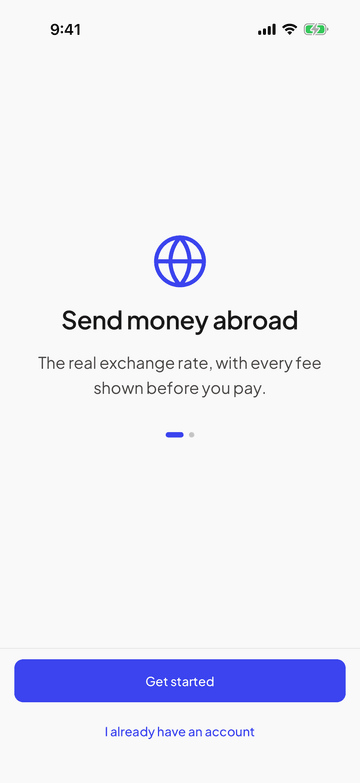 9:41
Send money abroad
The real exchange rate, with every fee
shown before you pay.
Get started
I already have an account